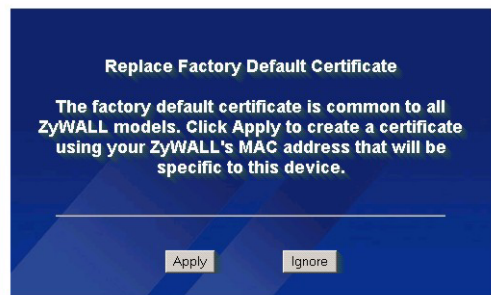 Replace Factory Default Certificate
The factory default certificate is common to all
ZyWALL models. Click Apply to create a certificate
using your ZyWALL's MAC address that will be
specific to this device.
Apply
Ignore